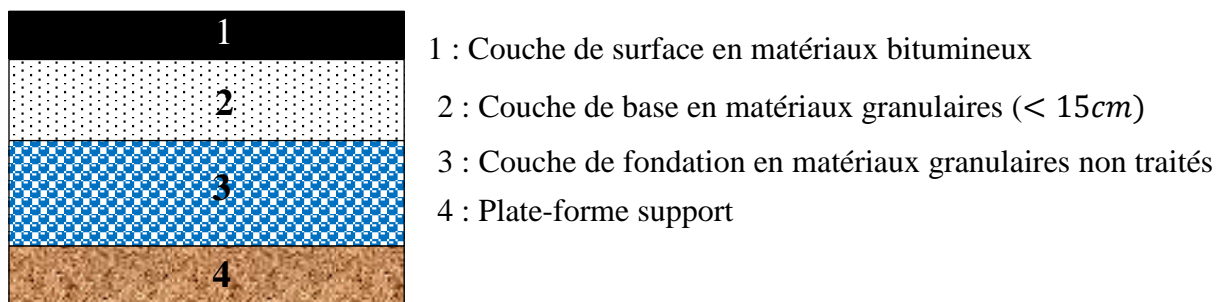 1
2
3
4
1 : Couche de surface en matériaux bitumineux
2 : Couche de base en matériaux granulaires (< 15cm)
3 : Couche de fondation en matériaux granulaires non traités
4 : Plate-forme support